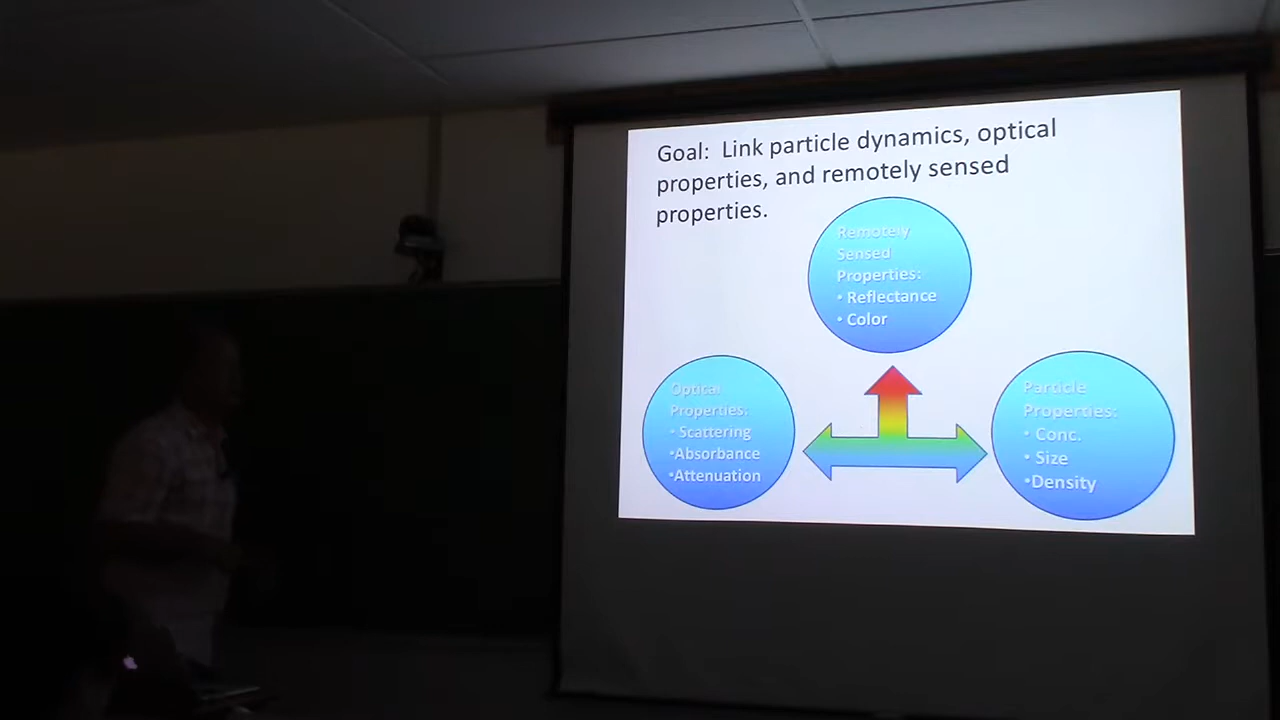 Goal: Link particle dynamics, optical
properties, and remotely sensed
properties.
Remotely
Sensed
Properties:
• Reflectance
• Color
Optical
Properties:
• Scattering
•Absorbance
•Attenuation
Particle
Properties:
• Conc.
• Size
•Density